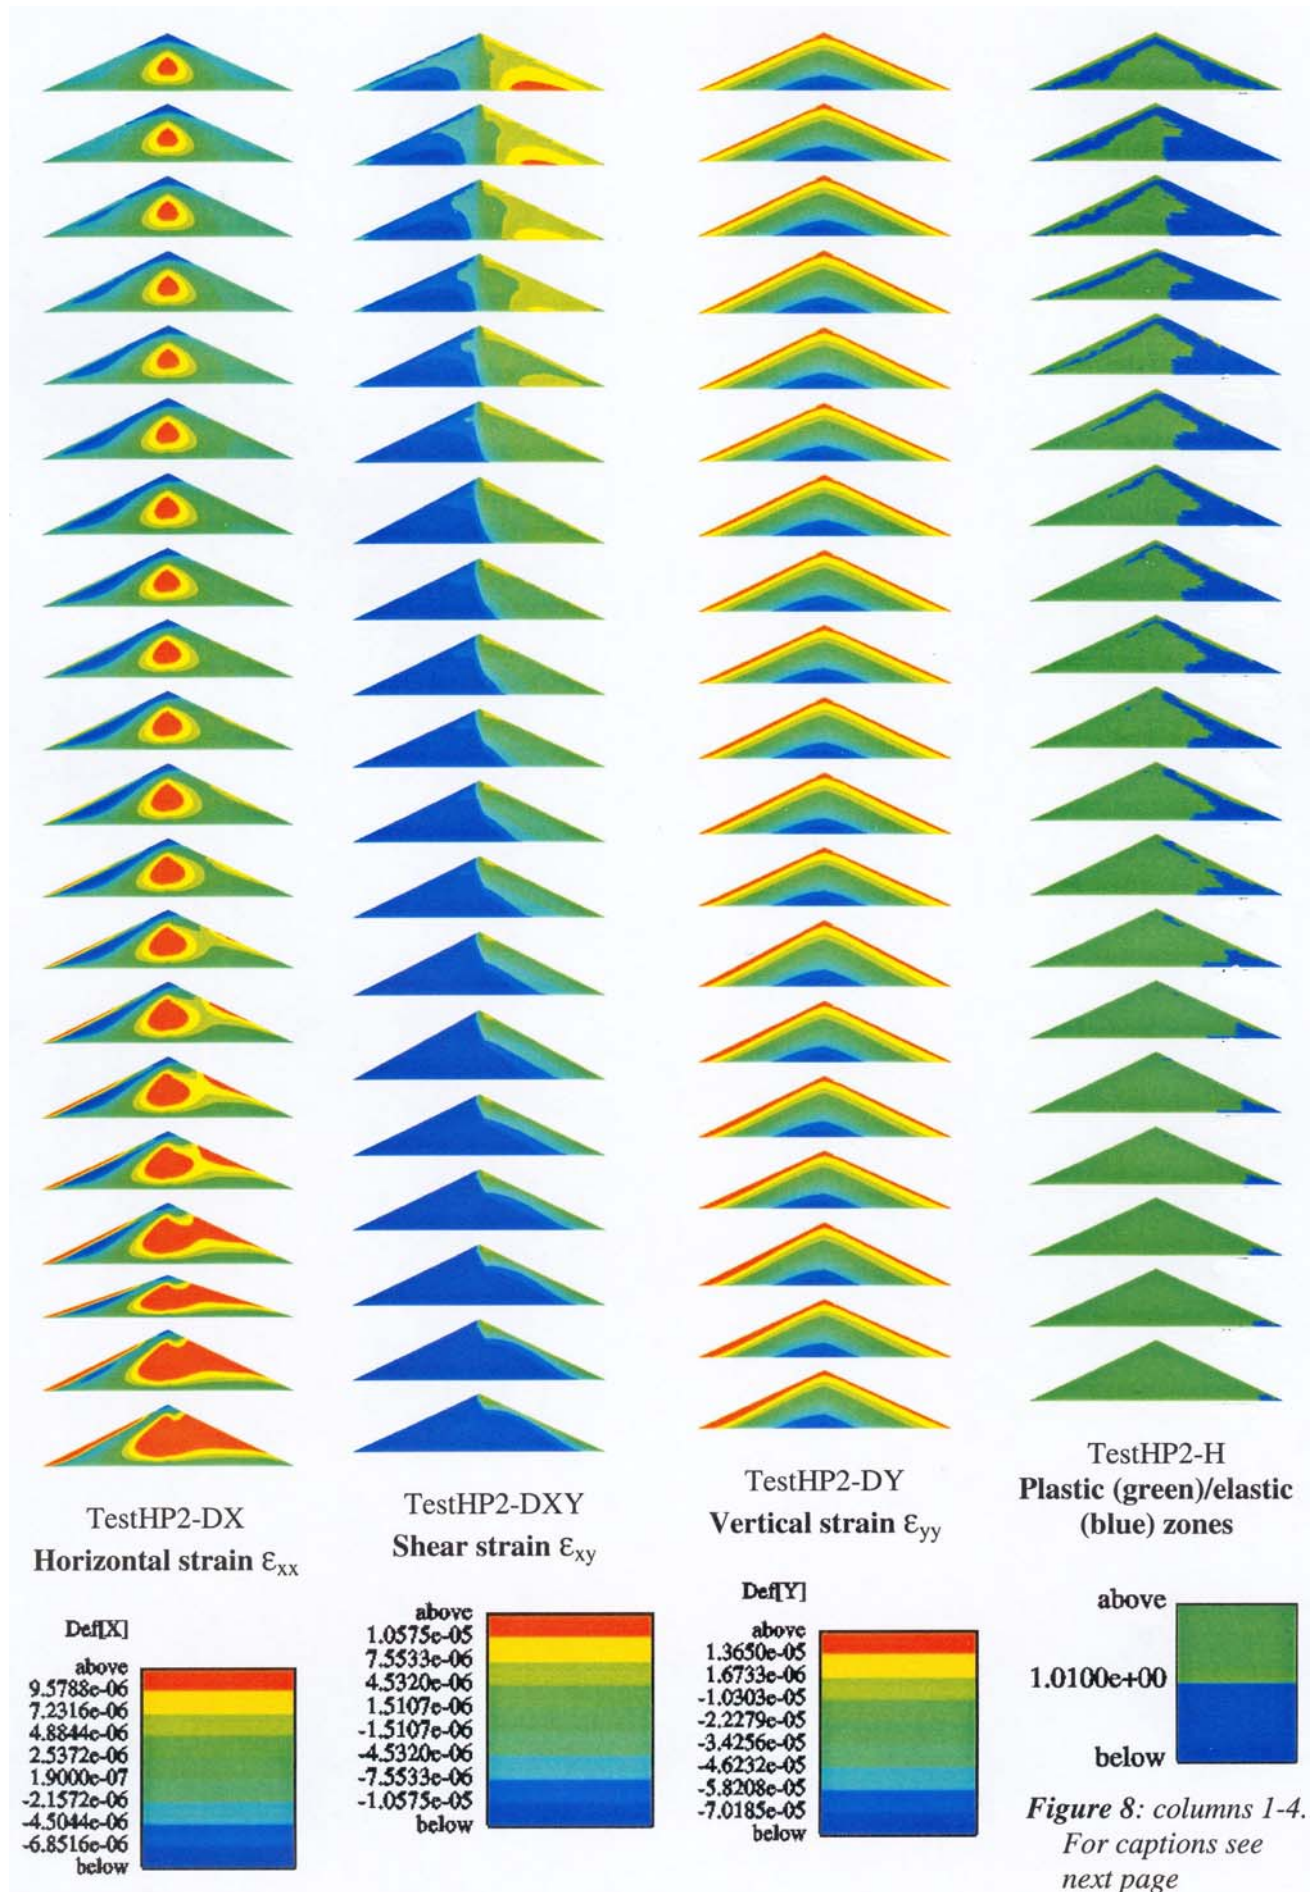 TestHP2-DX
Horizontal strain εxx
TestHP2-DXY
Shear strain εxy
TestHP2-DY
Vertical strain εyy
TestHP2-H
Plastic (green)/elastic
(blue) zones
Def[X]
above
9.5788e-06
7.2316e-06
4.8844e-06
2.5372e-06
1.9000e-07
-2.1572e-06
-4.5044e-06
-6.8516e-06
below
above
1.0575e-05
7.5533e-06
4.5320e-06
1.5107e-06
-1.5107e-06
-4.5320e-06
-7.5533e-06
-1.0575e-05
below
Def[Y]
above
1.3650e-05
1.6733e-06
-1.0303e-05
-2.2279e-05
-3.4256e-05
-4.6232e-05
-5.8208e-05
-7.0185e-05
below
above
1.0100e+00
below
Figure 8: columns 1-4.
For captions see
next page